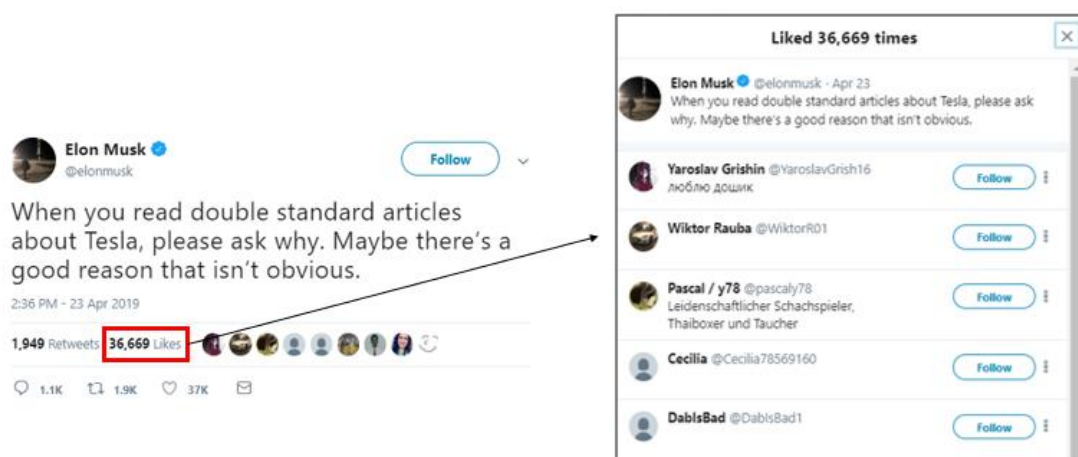 Elon Musk
@elonmusk
Follow
When you read double standard articles
about Tesla, please ask why. Maybe there's a
good reason that isn't obvious.
2:36 PM - 23 Apr 2019
1,949 Retweets 36,669 Likes
1.1K 1.9K 37K
Liked 36,669 times
Elon Musk @elonmusk · Apr 23
When you read double standard articles about Tesla, please ask
why. Maybe there's a good reason that isn't obvious.
Yaroslav Grishin @YaroslavGrish16
Follow
люблю дошик
Wiktor Rauba @WiktorR01
Follow
Pascal / y78 @pascaly78
Follow
Leidenschaftlicher Schachspieler,
Thaiboxer und Taucher
Cecilia @Cecilia78569160
Follow
DabIsBad @DabIsBad1
Follow